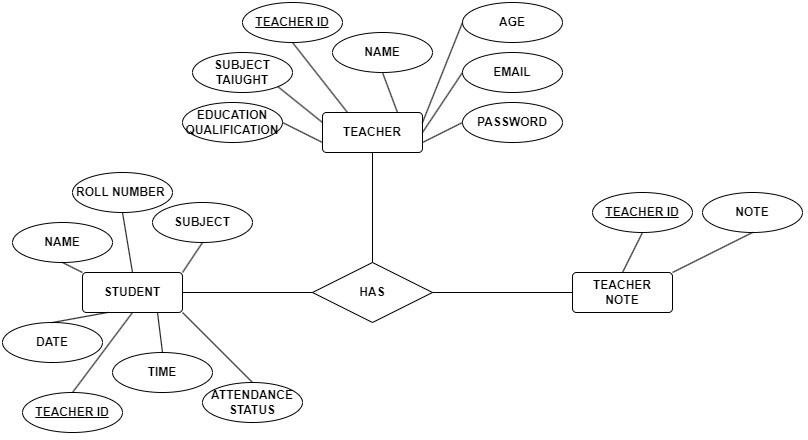 TEACHER ID
AGE
NAME
SUBJECT
TAIUGHT
EMAIL
EDUCATION
QUALIFICATION
TEACHER
PASSWORD
ROLL NUMBER
SUBJECT
NAME
TEACHER ID
NOTE
STUDENT
HAS
TEACHER
NOTE
DATE
TIME
TEACHER ID
ATTENDANCE
STATUS